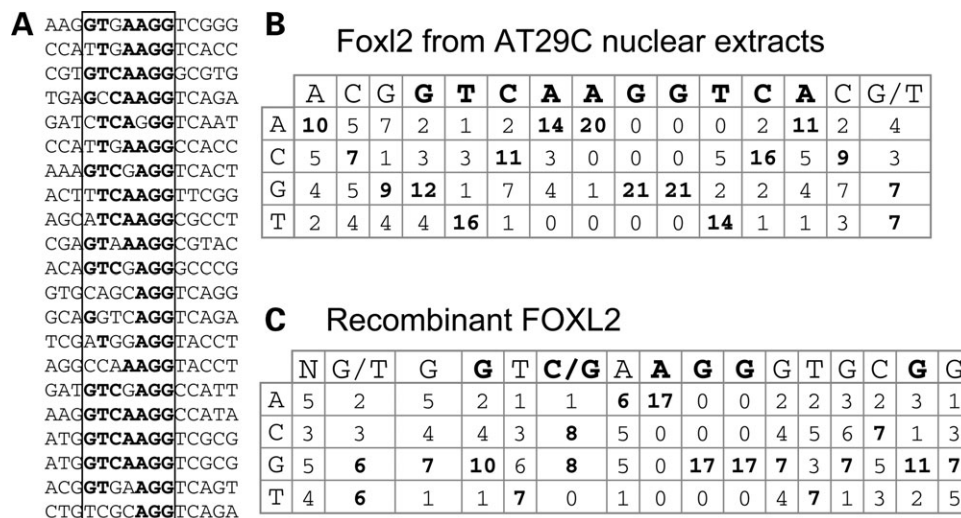 A
AAGGTGAAGGTCGGG
CCATTGAAGGTCACC
CGTGTCAAGGGCGTG
TGAGCCAAGGTCAGA
GATCTCAGGGTCAAT
CCATTGAAGGCCACC
AAAGTCGAGGTCACT
ACTTTCAAGGTTCGG
AGCATCAAGGCGCCT
CGAGTAAAGGCGTAC
ACAGTCGAGGGCCCG
GTGCAGCAGGTCAGG
GCAGGTCAGGTCAGA
TCGATGGAGGTACCT
AGGCCAAAGGTACCT
GATGTCGAGGCCATT
AAGGTCAAGGCCATA
ATGGTCAAGGTCGCG
ATGGTCAAGGTCGCG
ACGGTGAAGGTCAGT
CTGTCGCAGGTCAGA
B
Foxl2 from AT29C nuclear extracts
A C G G T C A A G G T C A C G/T
A 10 5 7 2 1 2 14 20 0 0 0 2 11 2 4
C 5 7 1 3 3 11 3 0 0 0 5 16 5 9 3
G 4 5 9 12 1 7 4 1 21 21 2 2 4 7 7
T 2 4 4 4 16 1 0 0 0 0 14 1 1 3 7
C Recombinant FOXL2
N G/T G G T C/G A A G G G T G C G G
A 5 2 5 2 1 1 6 17 0 0 2 2 3 2 3 1
C 3 3 4 4 3 8 5 0 0 0 4 5 6 7 1 3
G 5 6 7 10 6 8 5 0 17 17 7 3 7 5 11 7
T 4 6 1 1 7 0 1 0 0 0 4 7 1 3 2 5